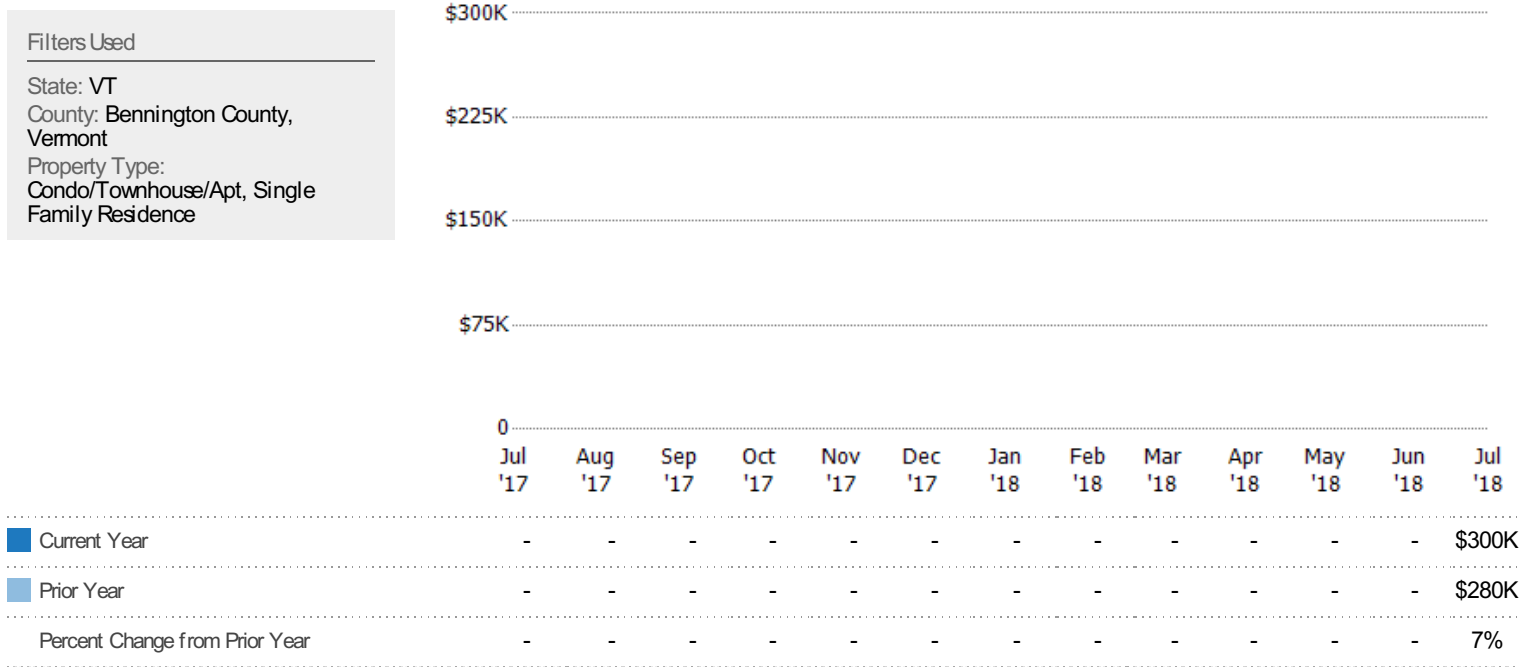 Filters Used
State: VT
County: Bennington County,
Vermont
Property Type:
Condo/Townhouse/Apt, Single
Family Residence
$300K
$225K
$150K
$75K
0
Jul Aug Sep Oct Nov Dec Jan Feb Mar Apr May Jun Jul
'17 '17 '17 '17 '17 '17 '18 '18 '18 '18 '18 '18 '18
Current Year - - - - - - - - - - - - $300K
Prior Year - - - - - - - - - - - - $280K
Percent Change from Prior Year - - - - - - - - - - - - 7%